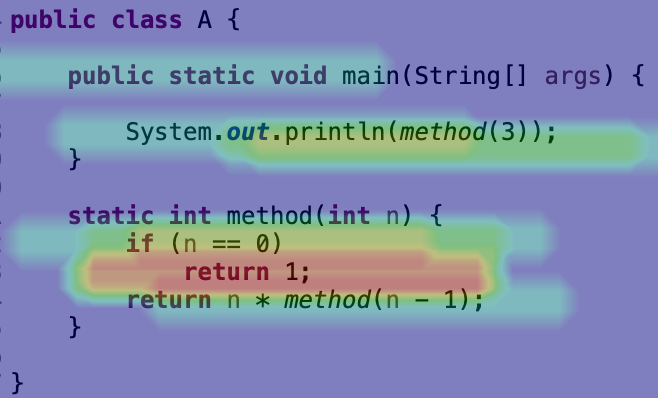 public class A {
public static void main(String[] args) {
System.out.println(method(3));
}
static int method(int n) {
if (n == 0)
return 1;
return n * method(n - 1);
}
}